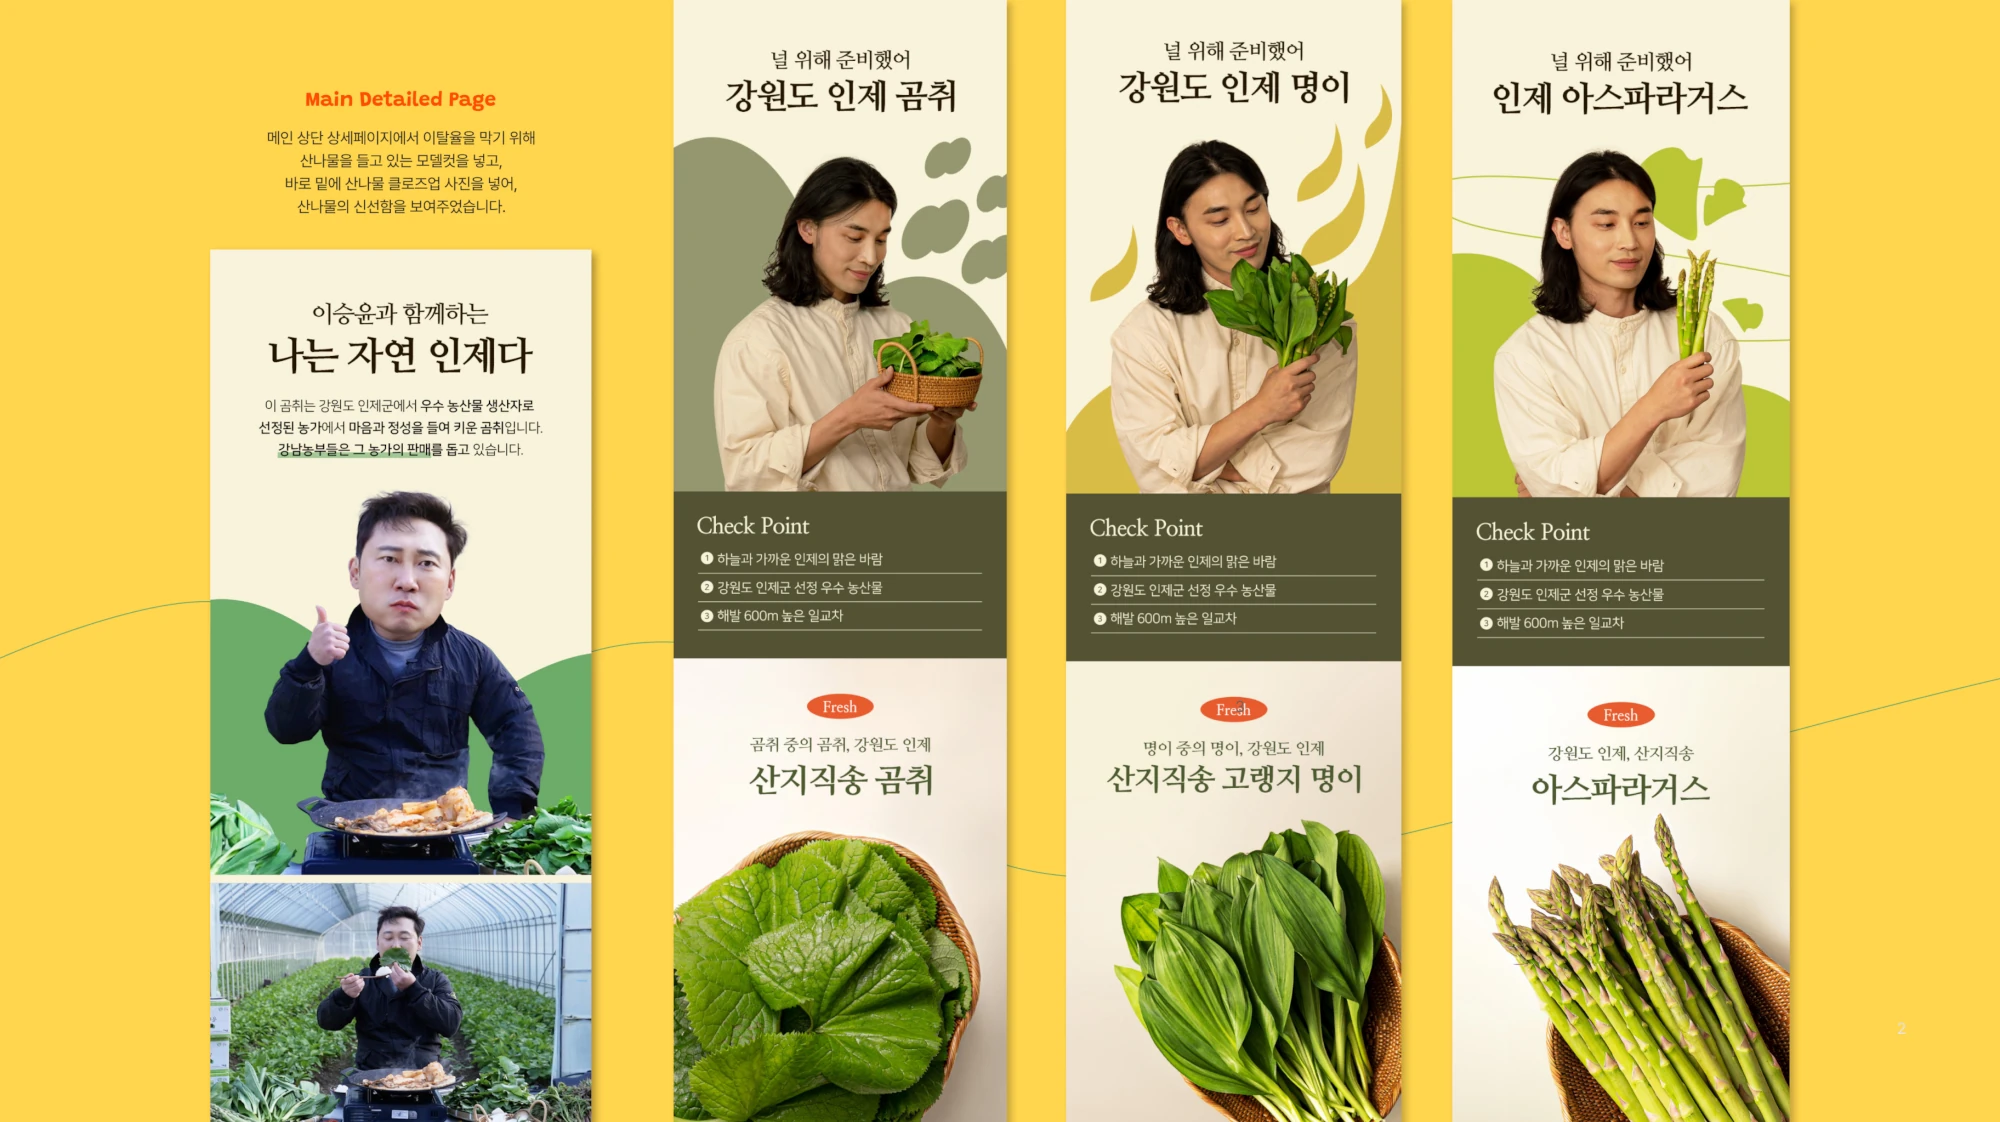 Main Detailed Page
메인 상단 상세페이지에서 이탈율을 막기 위해
산나물을 들고 있는 모델컷을 넣고,
바로 밑에 산나물 클로즈업 사진을 넣어,
산나물의 신선함을 보여주었습니다.
이승윤과 함께하는
나는 자연 인제다
이 곰취는 강원도 인제군에서 우수 농산물 생산자로
선정된 농가에서 마음과 정성을 들여 키운 곰취입니다.
강남농부들은 그 농가의 판매를 돕고 있습니다.
널 위해 준비했어
강원도 인제 곰취
Check Point
1 하늘과 가까운 인제의 맑은 바람
2 강원도 인제군 선정 우수 농산물
3 해발 600m 높은 일교차
Fresh
곰취 중의 곰취, 강원도 인제
산지직송 곰취
널 위해 준비했어
강원도 인제 명이
Check Point
1 하늘과 가까운 인제의 맑은 바람
2 강원도 인제군 선정 우수 농산물
3 해발 600m 높은 일교차
Fresh
명이 중의 명이, 강원도 인제
산지직송 고랭지 명이
널 위해 준비했어
인제 아스파라거스
Check Point
1 하늘과 가까운 인제의 맑은 바람
2 강원도 인제군 선정 우수 농산물
3 해발 600m 높은 일교차
Fresh
강원도 인제, 산지직송
아스파라거스
2